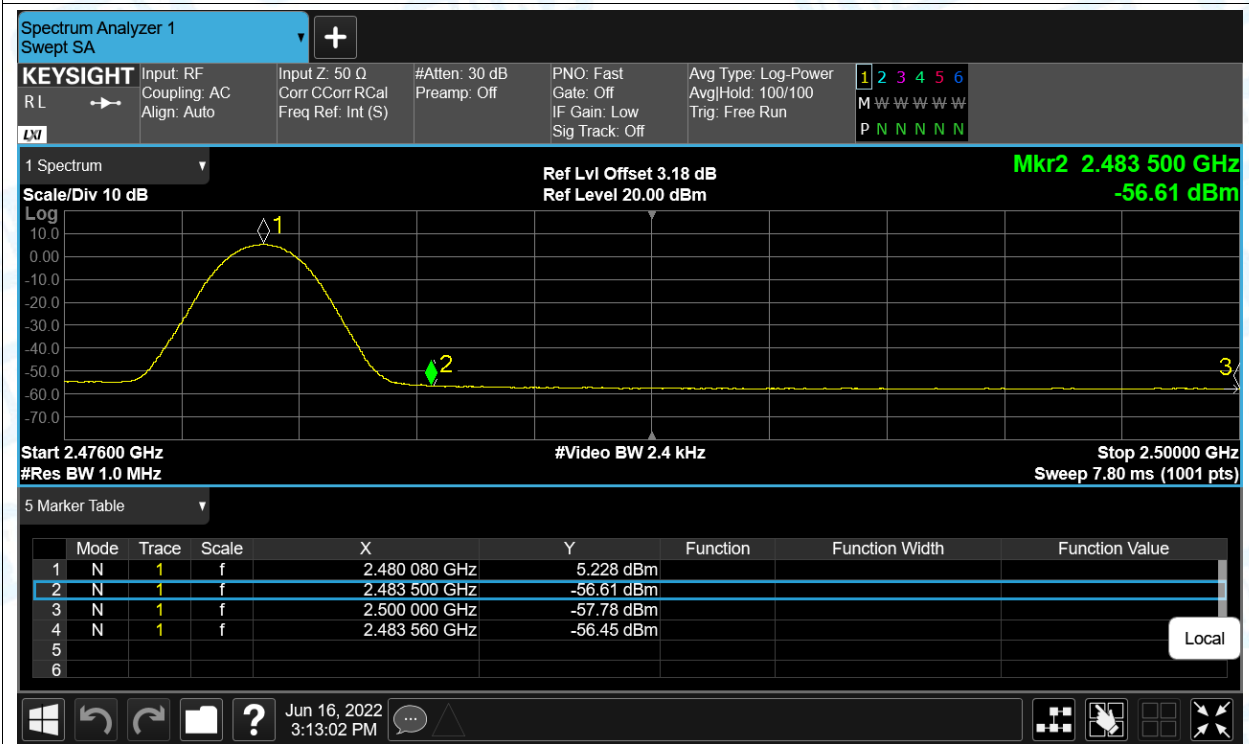 Spectrum Analyzer 1
Swept SA
KEYSIGHT
R L
LXI
Input: RF
Coupling: AC
Align: Auto
Input Z: 50 Ω
Corr CCorr RCal
Freq Ref: Int (S)
#Atten: 30 dB
Preamp: Off
PNO: Fast
Gate: Off
IF Gain: Low
Sig Track: Off
Avg Type: Log-Power
Avg|Hold: 100/100
Trig: Free Run
1 2 3 4 5 6
M W W W W W W
P N N N N N
1 Spectrum
Scale/Div 10 dB
Ref Lvl Offset 3.18 dB
Ref Level 20.00 dBm
Mkr2 2.483 500 GHz
-56.61 dBm
Log
10.0
0.00
-10.0
-20.0
-30.0
-40.0
-50.0
-60.0
-70.0
1
2
3
Start 2.47600 GHz
#Video BW 2.4 kHz
Stop 2.50000 GHz
#Res BW 1.0 MHz
Sweep 7.80 ms (1001 pts)
5 Marker Table
Mode Trace Scale X Y Function Function Width Function Value
1 N 1 f 2.480 080 GHz 5.228 dBm
2 N 1 f 2.483 500 GHz -56.61 dBm
3 N 1 f 2.500 000 GHz -57.78 dBm
4 N 1 f 2.483 560 GHz -56.45 dBm
5
6
Local
?
Jun 16, 2022
3:13:02 PM